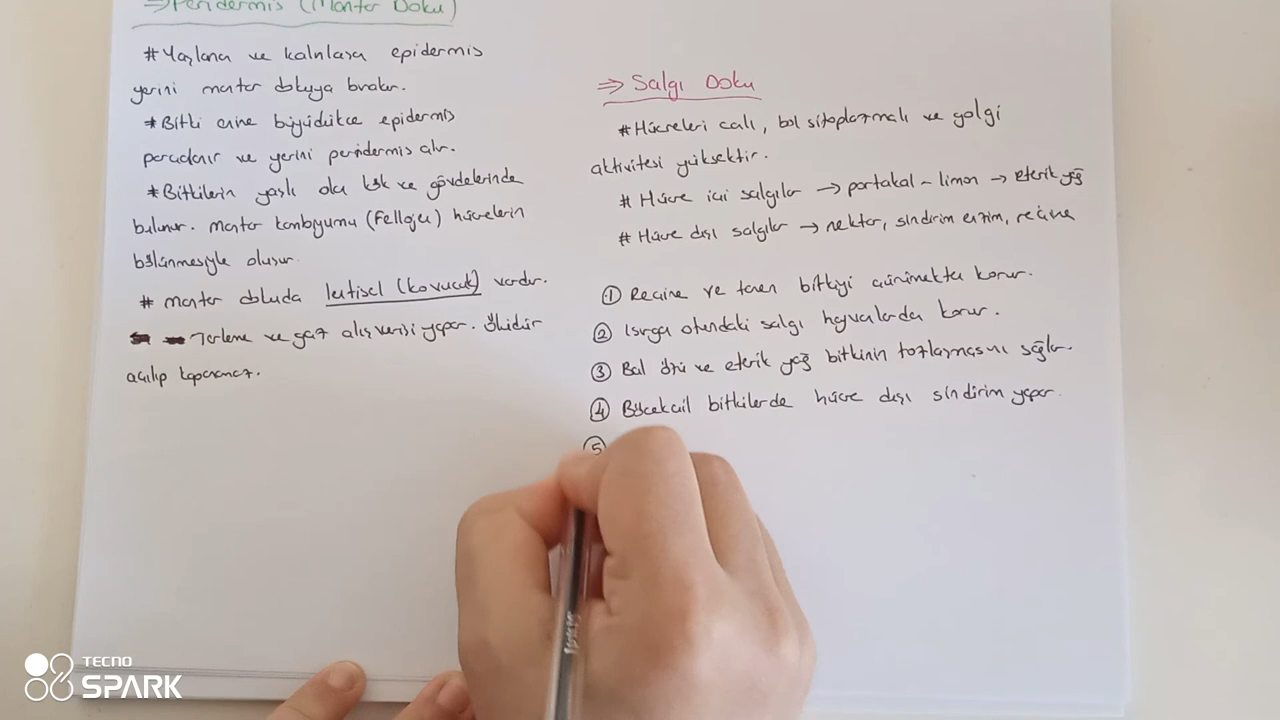 ⇒ Peridermis (Mantar Doku)
# Yaşlanan ve kalınlaşan epidermis
yerini mantar dokuya bırakır.
* Bitki enine büyüdükçe epidermis
parçalanır ve yerini peridermis alır.
* Bitkilerin yaşlı olan kök ve gövdelerinde
bulunur. Mantar kambiyumu (Fellojen) hücrelerin
bölünmesiyle oluşur.
# Mantar dokuda lentisel (kovucuk) vardır.
Terleme ve gaz alışverişi yapar. Ölüdür
açılıp kapanamaz.
⇒ Salgı Doku
# Hücreleri canlı, bol sitoplazmalı ve golgi
aktivitesi yüksektir.
# Hücre içi salgılar → portakal - limon → eterik yağ
# Hücre dışı salgılar → nektar, sindirim enzim, reçine
① Reçine ve tanen bitkiyi çürümekten korur.
② Isırgan otundaki salgı hayvanlardan korur.
③ Bal özü ve eterik yağ bitkinin tozlaşmasını sağlar.
④ Böcekçil bitkilerde hücre dışı sindirim yapar.
⑤
TECNO
SPARK